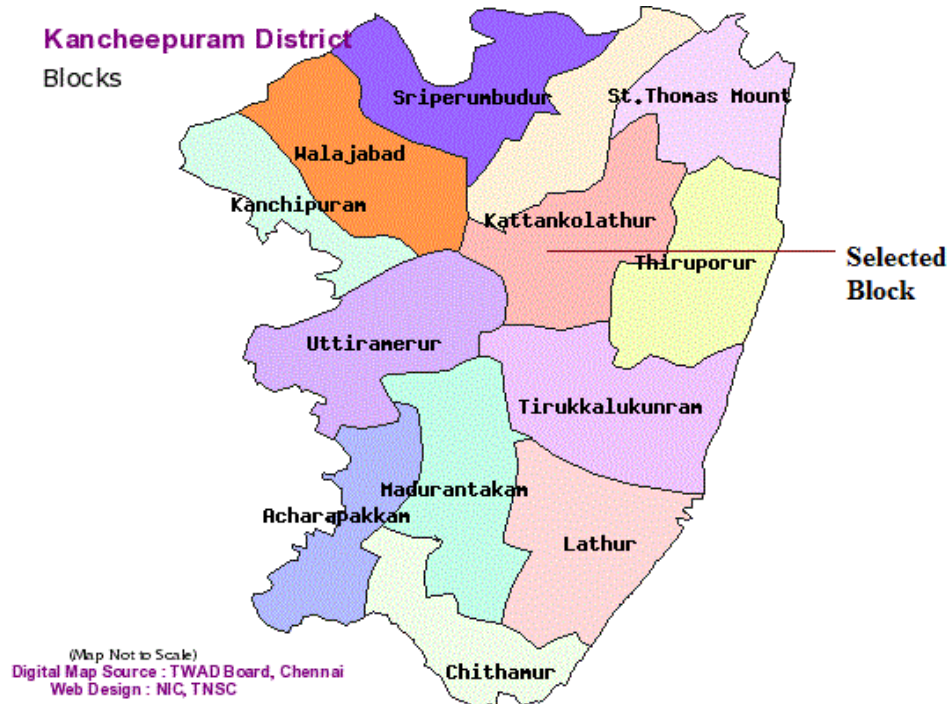 Kancheepuram District
Blocks
Sriperumbudur
St.Thomas Mount
Walajabad
Kanchipuram
Kattankolathur
Thiruporur
Selected
Block
Uttiramerur
Tirukkalukunram
Madurantakam
Acharapakkam
Lathur
Chithamur
(Map Not to Scale)
Digital Map Source : TWAD Board, Chennai
Web Design : NIC, TNSC